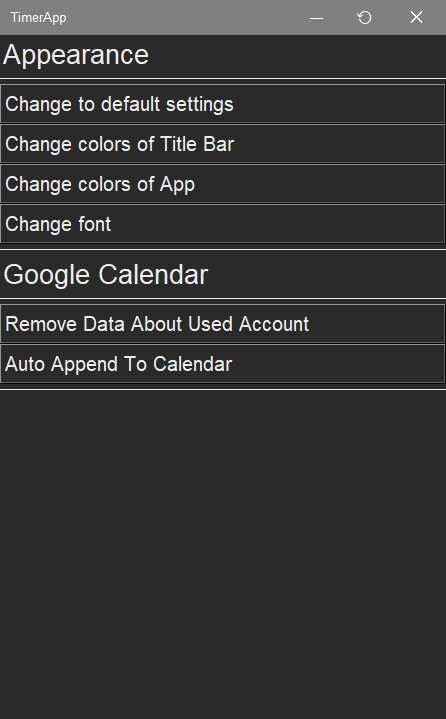 TimerApp
Appearance
Change to default settings
Change colors of Title Bar
Change colors of App
Change font
Google Calendar
Remove Data About Used Account
Auto Append To Calendar